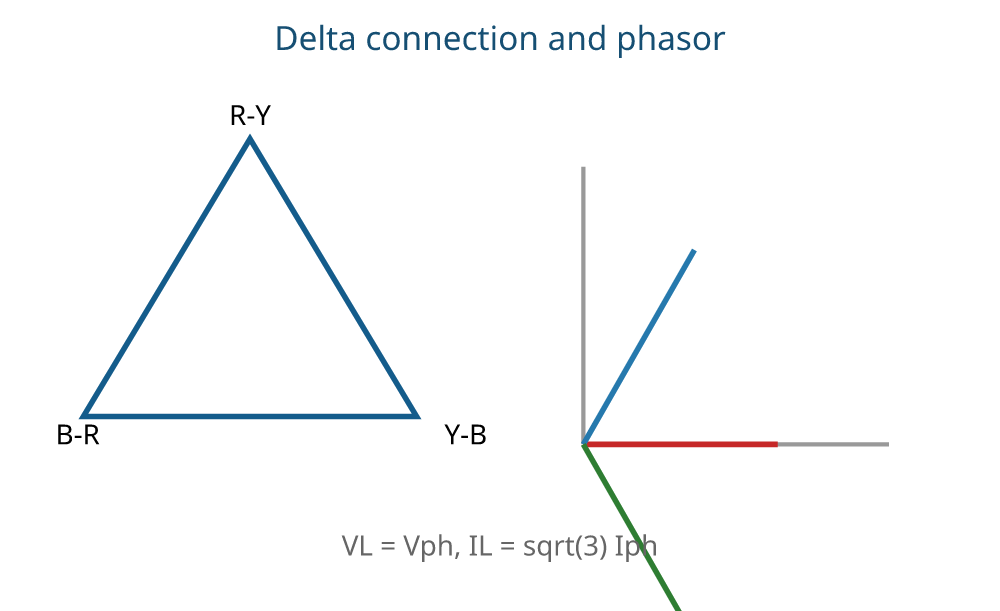 Delta connection and phasor
R-Y
B-R
Y-B
VL = Vph, IL = sqrt(3) Iph